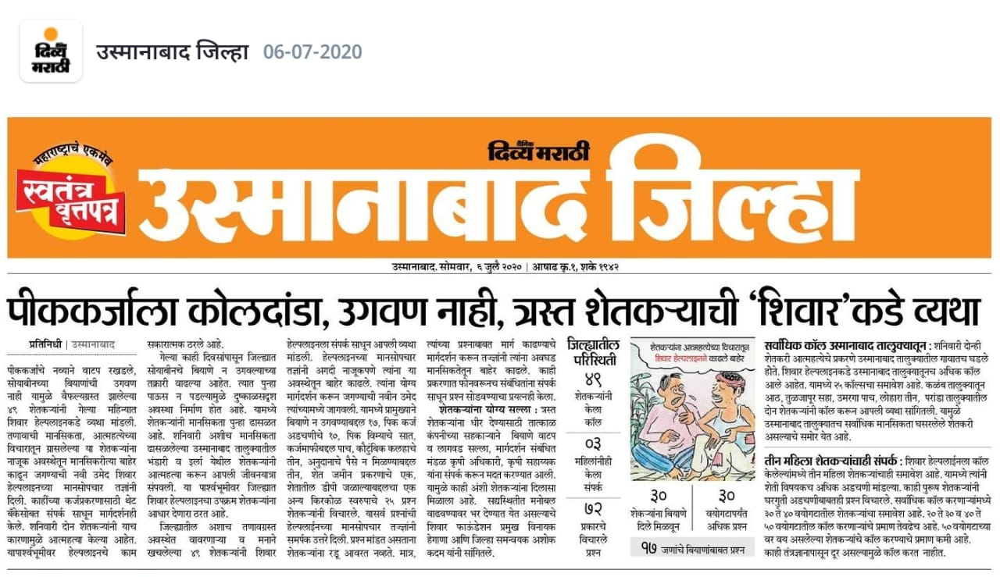 दिव्य
मराठी
उस्मानाबाद जिल्हा 06-07-2020
महाराष्ट्राचे एकमेव
स्वतंत्र
वृत्तपत्र
दैनिक
दिव्य मराठी
उस्मानाबाद जिल्हा
उस्मानाबाद. सोमवार, ६ जुलै २०२० | आषाढ कृ.१, शके १९४२
पीककर्जाला कोलदांडा, उगवण नाही, त्रस्त शेतकऱ्याची ‘शिवार’कडे व्यथा
प्रतिनिधी | उस्मानाबाद
पीककर्जाचे नव्याने वाटप रखडले,
सोयाबीनच्या बियाणांची उगवण
नाही यामुळे वैफल्यग्रस्त झालेल्या
४९ शेतकऱ्यांनी गेल्या महिन्यात
शिवार हेल्पलाइनकडे व्यथा मांडली.
तणावाची मानसिकता, आत्महत्येच्या
विचारातून ग्रासलेल्या या शेतकऱ्यांना
नाजूक अवस्थेतून मानसिकरीत्या बाहेर
काढून जगण्याची नवी उमेद शिवार
हेल्पलाइनच्या मानसोपचार तज्ञांनी
दिली. काहींच्या कर्जप्रकरणासाठी थेट
बँकेसोबत संपर्क साधून मार्गदर्शनही
केले. शनिवारी दोन शेतकऱ्यांनी याच
कारणामुळे आत्महत्या केल्या आहेत.
यापार्श्वभूमीवर हेल्पलाइनचे काम
सकारात्मक ठरले आहे.
गेल्या काही दिवसांपासून जिल्ह्यात
सोयाबीनचे बियाणे न उगवल्याच्या
तक्रारी वाढल्या आहेत. त्यात पुन्हा
पाऊस न पडल्यामुळे दुष्काळसदृश
अवस्था निर्माण होत आहे. यामध्ये
शेतकऱ्यांनी मानसिकता पुन्हा ढासळत
आहे. शनिवारी अशीच मानसिकता
ढासळलेल्या उस्मानाबाद तालुक्यातील
भंडारी व इर्ला येथील शेतकऱ्यांनी
आत्महत्या करून आपली जीवनयात्रा
संपवली. या पार्श्वभूमीवर जिल्ह्यात
शिवार हेल्पलाइनचा उपक्रम शेतकऱ्यांना
आधार देणारा ठरत आहे.
जिल्ह्यातील अशाच तणावग्रस्त
अवस्थेत वावरणाऱ्या व मनाने
खचलेल्या ४९ शेतकऱ्यांनी शिवार
हेल्पलाइनला संपर्क साधून आपली व्यथा
मांडली. हेल्पलाइनच्या मानसोपचार
तज्ञांनी अगदी नाजूकपणे त्यांना या
अवस्थेतून बाहेर काढले. त्यांना योग्य
मार्गदर्शन करून जगण्याची नवीन उमेद
त्यांच्यामध्ये जागवली. यामध्ये प्रामुख्याने
बियाणे न उगवण्याबद्दल १७, पिक कर्ज
अडचणीचे १०, पिक विम्याचे सात,
कर्जमाफीबद्दल पाच, कौटुंबिक कलहाचे
तीन, अनुदानाचे पैसे न मिळण्याबद्दल
तीन, शेत जमीन प्रकरणाचे एक,
शेतातील डीपी जळाल्याबद्दलचा एक
अन्य किरकोळ स्वरुपाचे २५ प्रश्न
शेतकऱ्यांनी विचारले. यासर्व प्रश्नांची
हेल्पलाइनच्या मानसोपचार तज्ज्ञांनी
समर्पक उत्तरे दिली. प्रश्न मांडत असताना
शेतकऱ्यांना रडू आवरत नव्हते. मात्र,
त्यांच्या प्रश्नाबाबत मार्ग काढण्याचे
मार्गदर्शन करून तज्ज्ञांनी त्यांना अवघड
मानसिकतेतून बाहेर काढले. काही
प्रकरणात फोनवरूनच संबंधितांना संपर्क
साधून प्रश्न सोडवण्याचा प्रयत्नही केला.
शेतकऱ्यांना योग्य सल्ला : त्रस्त
शेतकऱ्यांना धीर देण्यासाठी तात्काळ
कंपनीच्या सहकाऱ्याने बियाणे वाटप
व लागवड सल्ला, मार्गदर्शन संबंधित
मंडळ कृषी अधिकारी, कृषी सहाय्यक
यांना संपर्क करून मदत करण्यात आली.
यामुळे काही अंशी शेतकऱ्यांना दिलासा
मिळाला आहे. सद्यस्थितीत मनोबल
वाढवण्यावर भर देण्यात येत असल्याचे
शिवार फाऊंडेशन प्रमुख विनायक
हेगाणा आणि जिल्हा समन्वयक अशोक
कदम यांनी सांगितले.
जिल्ह्यातील
परिस्थिती
४९
शेतकऱ्यांनी
केला
कॉल
०३
महिलांनीही
केला
संपर्क
७२
प्रकारचे
विचारले
प्रश्न
शेतकऱ्यांना आत्महत्येच्या विचारातून
शिवार हेल्पलाइनने काढले बाहेर
३०
शेकऱ्यांना बियाणे
दिले मिळवून
३०
वयोगटापर्यंत
अधिक प्रश्न
१७ जणांचे बियाणांबाबत प्रश्न
सर्वाधिक कॉल उस्मानाबाद तालुक्यातून : शनिवारी दोन्ही
शेतकरी आत्महत्येचे प्रकरणे उस्मानाबाद तालुक्यातील गावातच घडले
होते. शिवार हेल्पलाइनकडे उस्मानाबाद तालुक्यातूनच अधिक कॉल
आले आहेत. यामध्ये २५ कॉल्सचा समावेश आहे. कळंब तालुक्यातून
आठ, तुळजापूर सहा, उमरगा पाच, लोहारा तीन, परांडा तालुक्यातील
दोन शेतकऱ्यांनी कॉल करून आपली व्यथा सांगितली. यामुळे
उस्मानाबाद तालुक्यातच सर्वाधिक मानसिकता घसरलेले शेतकरी
असल्याचे समोर येत आहे.
तीन महिला शेतकऱ्यांचाही संपर्क : शिवार हेल्पलाईनला कॉल
केलेल्यांमध्ये तीन महिला शेतकऱ्यांचाही समावेश आहे. यामध्ये त्यांनी
शेती विषयकच अधिक अडचणी मांडल्या. काही पुरूष शेतकऱ्यांनी
घरगुती अडचणीबाबतही प्रश्न विचारले. सर्वाधिक कॉल करणाऱ्यांमध्ये
३० ते ४० वयोगटातील शेतकऱ्यांचा समावेश आहे. २० ते ३० व ४० ते
५० वयोगटातील कॉल करणाऱ्यांचे प्रमाण तेवढेच आहे. ५० वयोगटाच्या
वर वय असलेल्या शेतकऱ्यांचे कॉल करण्याचे प्रमाण कमी आहे.
काही तंत्रज्ञानापासून दूर असल्यामुळे कॉल करत नाहीत.